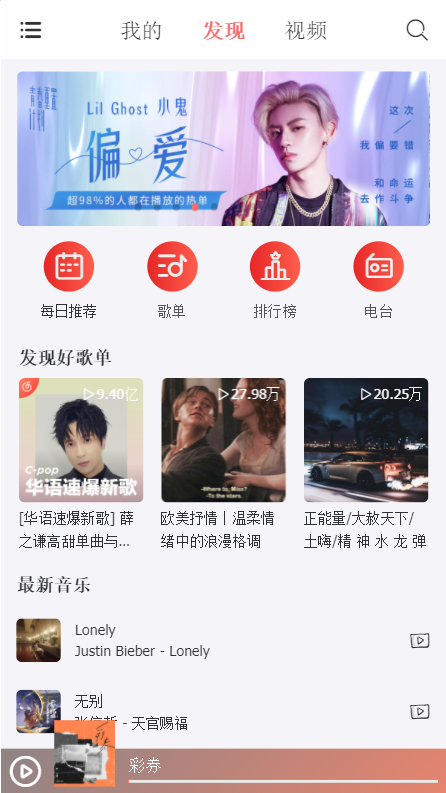 我的
发现
视频
Lil Ghost 小鬼
偏爱
超98%的人都在播放的热单
这次
我偏要错
和命运
去作斗争
每日推荐
歌单
排行榜
电台
发现好歌单
9.40亿
C-pop
华语速爆新歌
27.98万
-Where to, Miss?
-To the stars.
20.25万
[华语速爆新歌] 薛
之谦高甜单曲与...
欧美抒情丨温柔情
绪中的浪漫格调
正能量/大赦天下/
土嗨/精 神 水 龙 弹
最新音乐
Lonely
Justin Bieber - Lonely
无别
张信哲 - 天官赐福
彩券